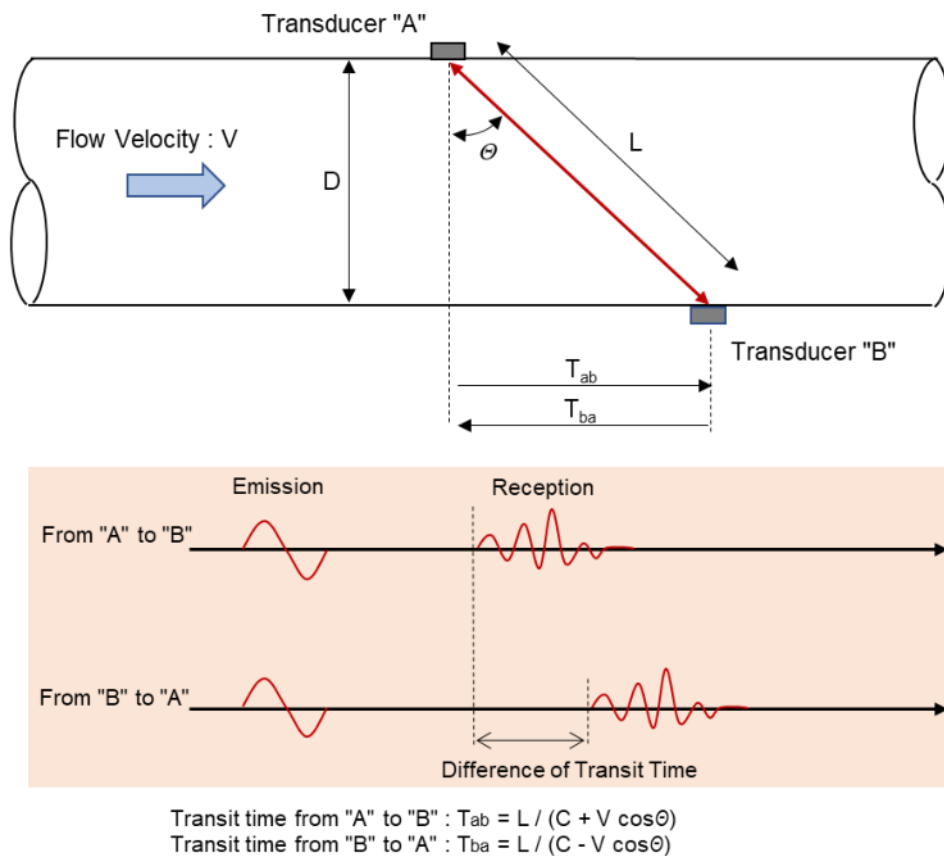 Transducer "A"
Flow Velocity : V
D
Θ
L
Transducer "B"
Tab
Tba
Emission
Reception
From "A" to "B"
From "B" to "A"
Difference of Transit Time
Transit time from "A" to "B" : Tab = L / (C + V cosΘ)
Transit time from "B" to "A" : Tba = L / (C - V cosΘ)